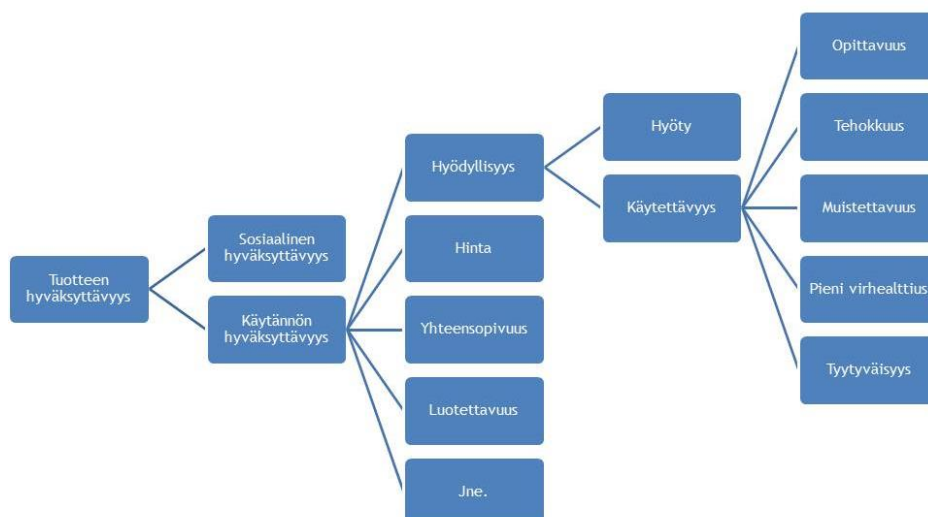 Tuotteen
hyväksyttävyys
Sosiaalinen
hyväksyttävyys
Käytännön
hyväksyttävyys
Hyödyllisyys
Hinta
Yhteensopivuus
Luotettavuus
Jne.
Hyöty
Käytettävyys
Opittavuus
Tehokkuus
Muistettavuus
Pieni virhealttius
Tyytyväisyys